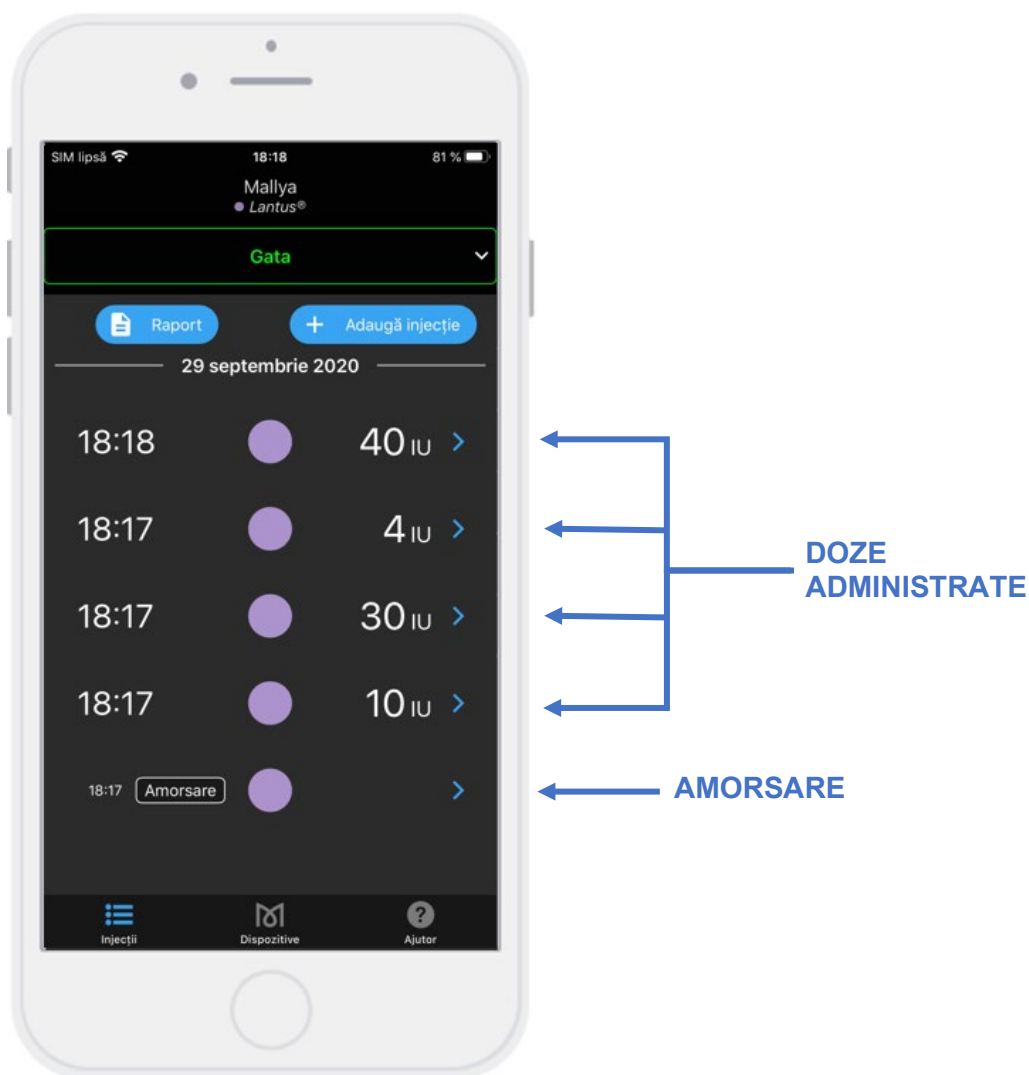 SIM lipsă 18:18 81 %
Mallya
Lantus®
Gata
Raport + Adaugă injecție
29 septembrie 2020
18:18 40 IU
18:17 4 IU
18:17 30 IU
18:17 10 IU
18:17 Amorsare
DOZE
ADMINISTRATE
AMORSARE
Injecții Dispozitive Ajutor